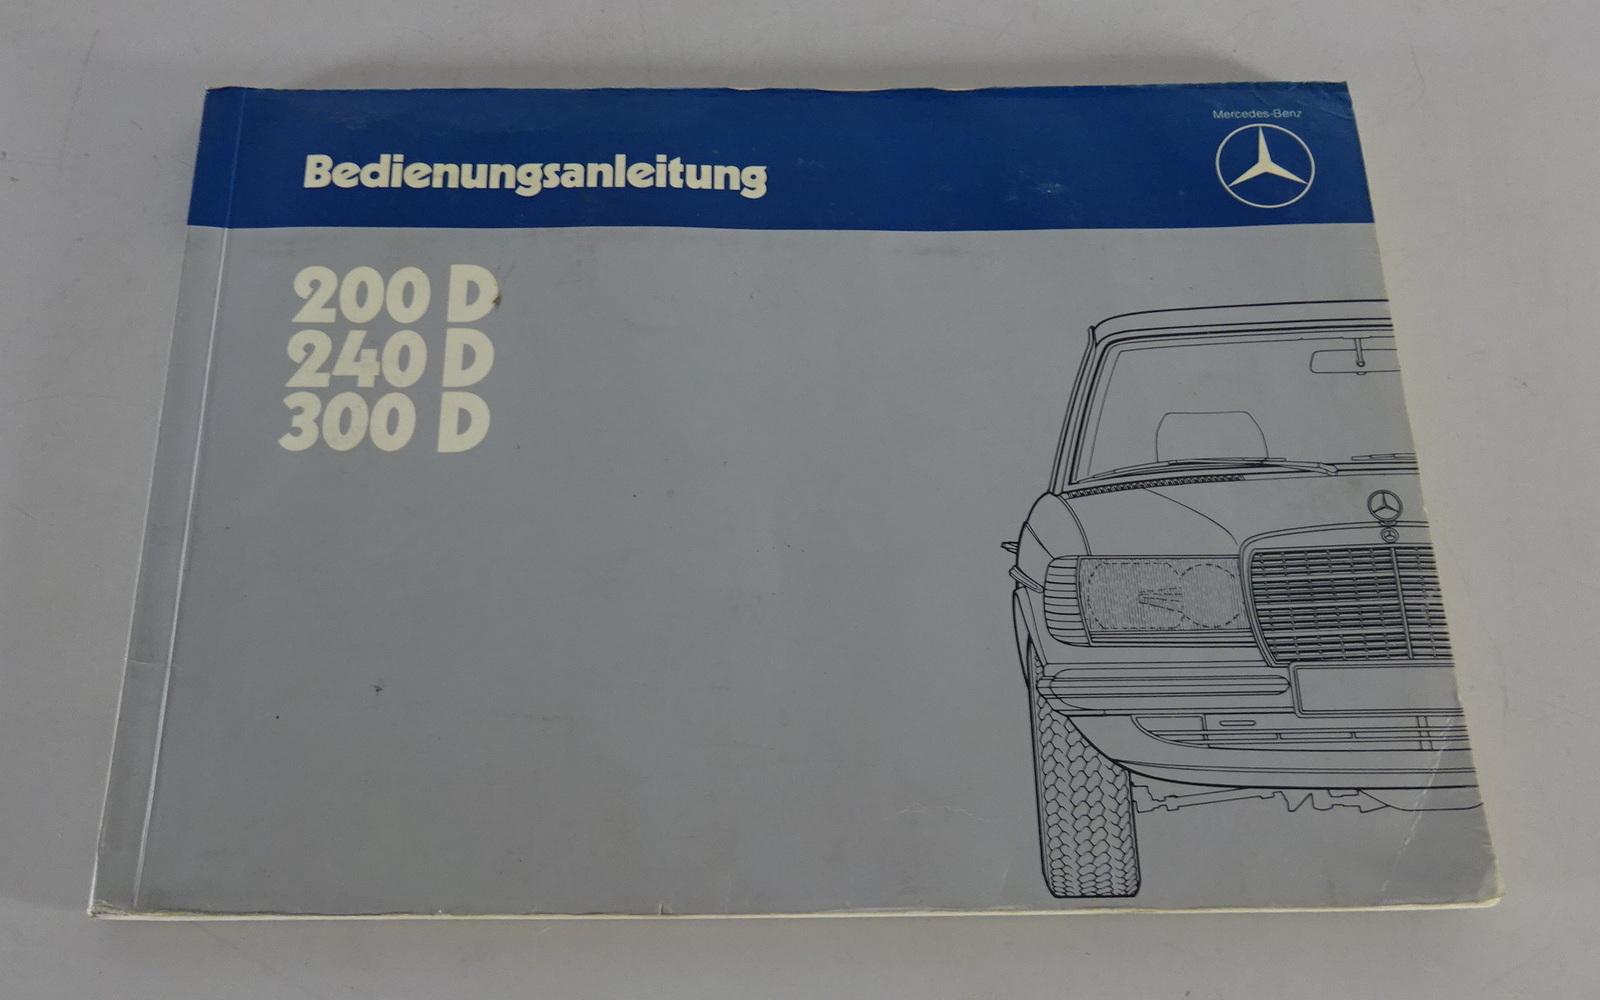 Mercedes-Benz
Bedienungsanleitung
200 D
240 D
300 D